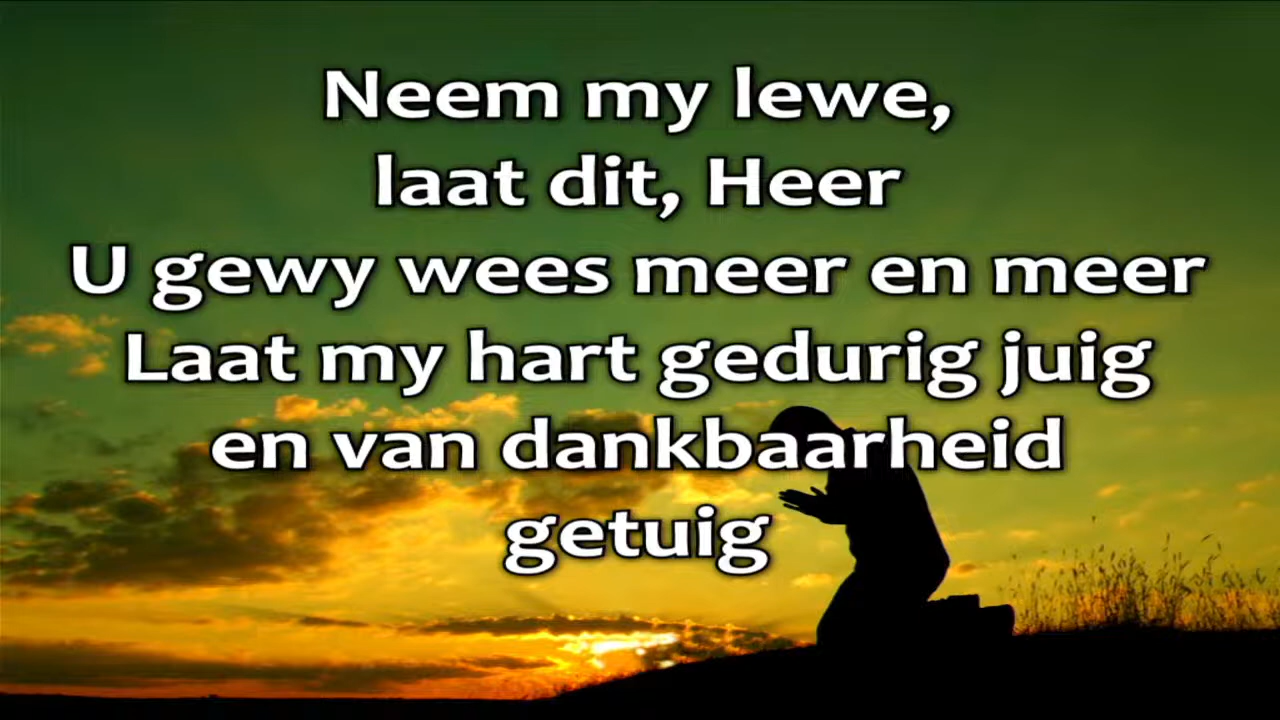 Neem my lewe,
laat dit, Heer
U gewy wees meer en meer
Laat my hart gedurig juig
en van dankbaarheid
getuig